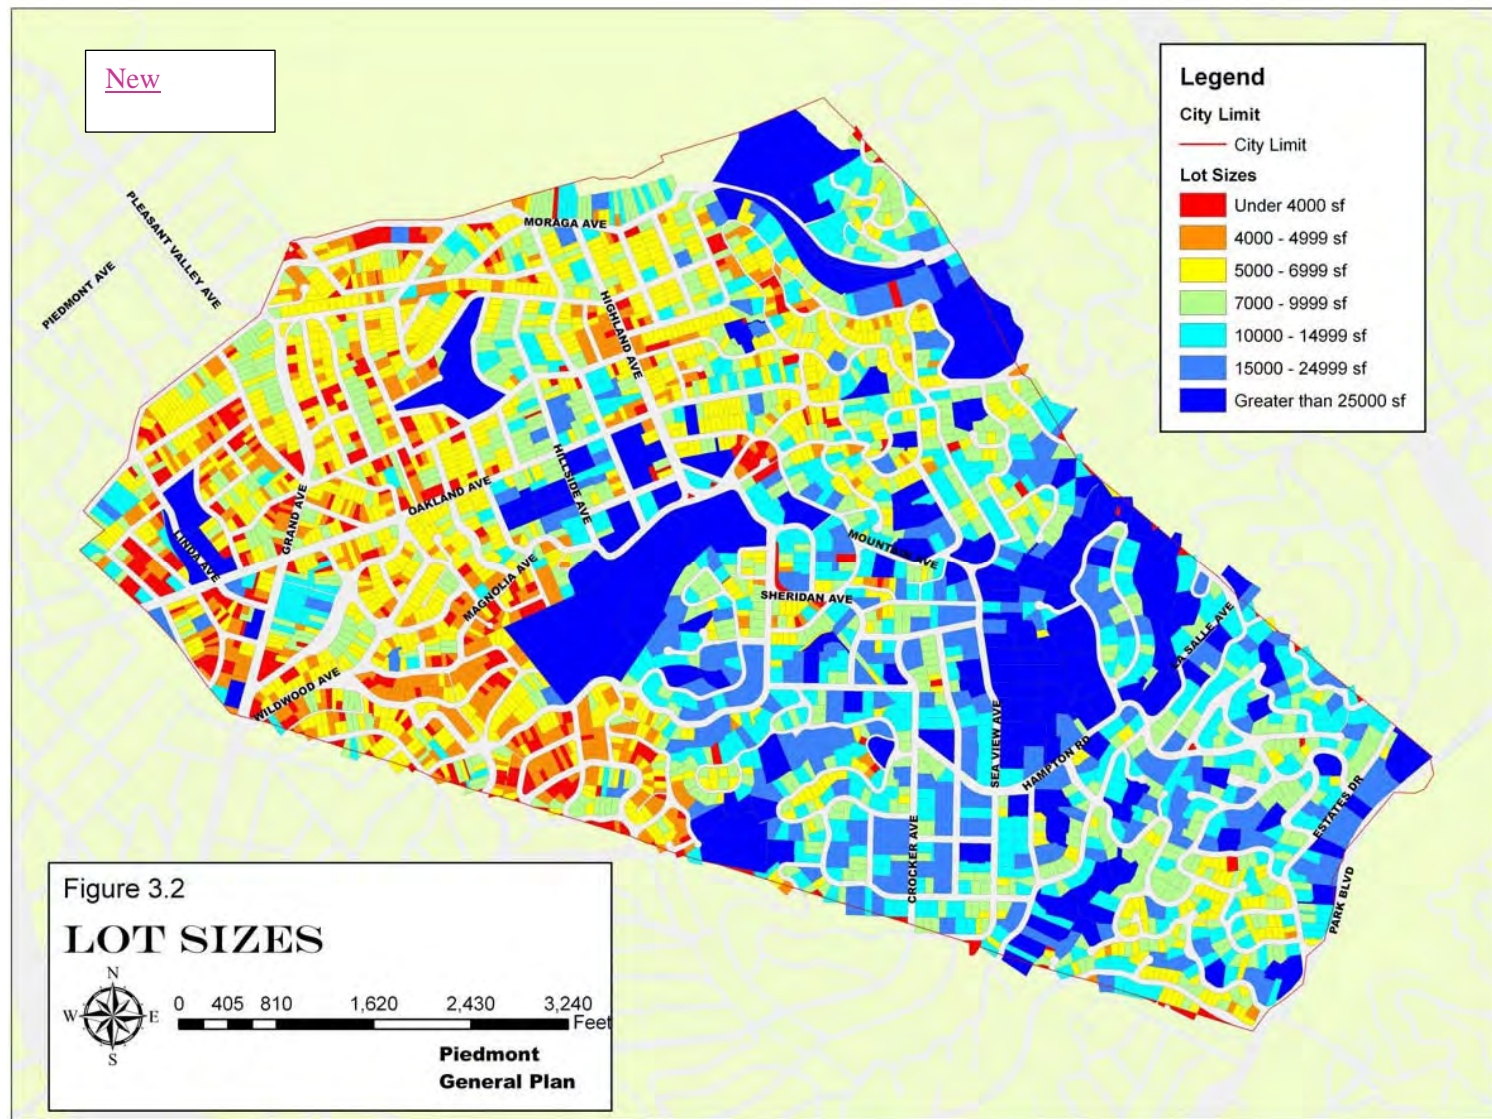 New
Legend
City Limit
City Limit
Lot Sizes
Under 4000 sf
4000 - 4999 sf
5000 - 6999 sf
7000 - 9999 sf
10000 - 14999 sf
15000 - 24999 sf
Greater than 25000 sf
PLEASANT VALLEY AVE
PIEDMONT AVE
MORAGA AVE
HIGHLAND AVE
HILLSIDE AVE
OAKLAND AVE
GRAND AVE
LINDA AVE
MAGNOLIA AVE
MOUNTAIN AVE
SHERIDAN AVE
LA SALLE AVE
WILDWOOD AVE
SEA VIEW AVE
HAMPTON RD
CROCKER AVE
ESTATES DR
PARK BLVD
Figure 3.2
LOT SIZES
N
W E
S
0 405 810 1,620 2,430 3,240
Feet
Piedmont
General Plan